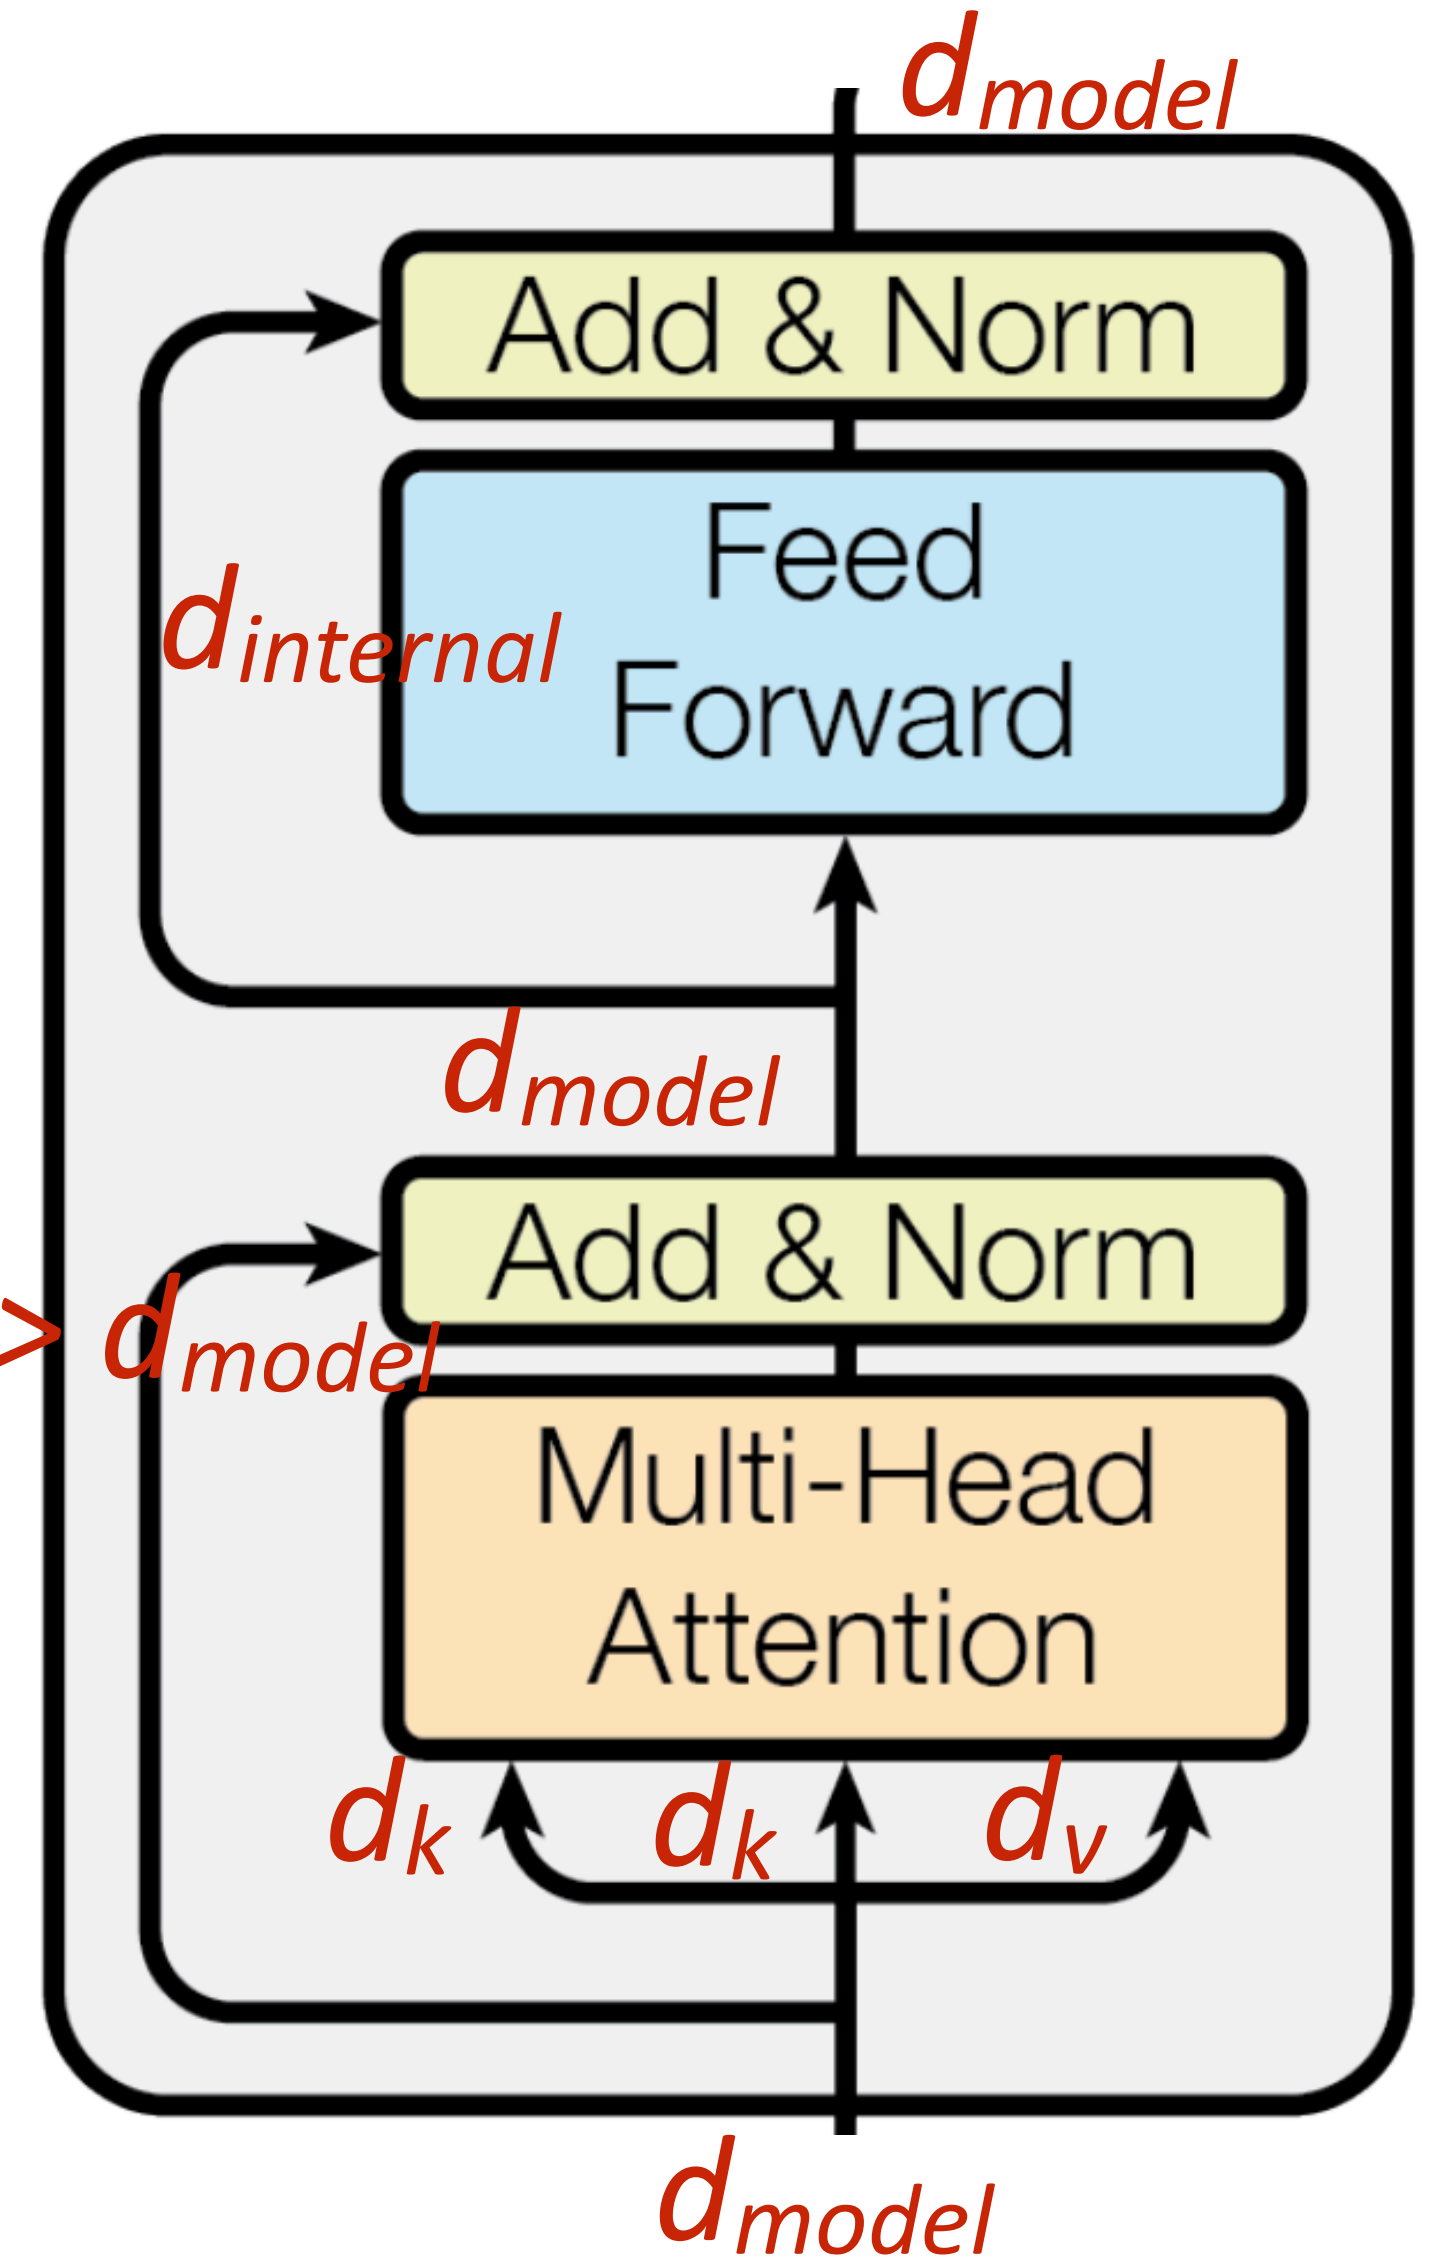 d_model
Add & Norm
Feed
Forward
d_internal
d_model
Add & Norm
> d_model
Multi-Head
Attention
d_k d_k d_v
d_model